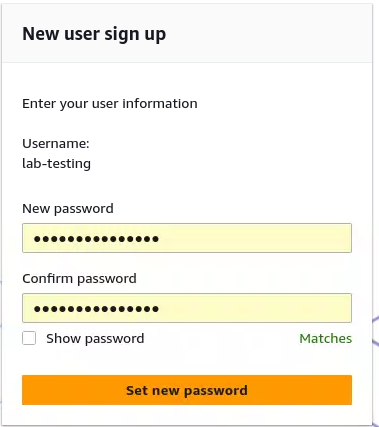 New user sign up
Enter your user information
Username:
lab-testing
New password
●●●●●●●●●●●●●●●
Confirm password
●●●●●●●●●●●●●●●
Show password Matches
Set new password